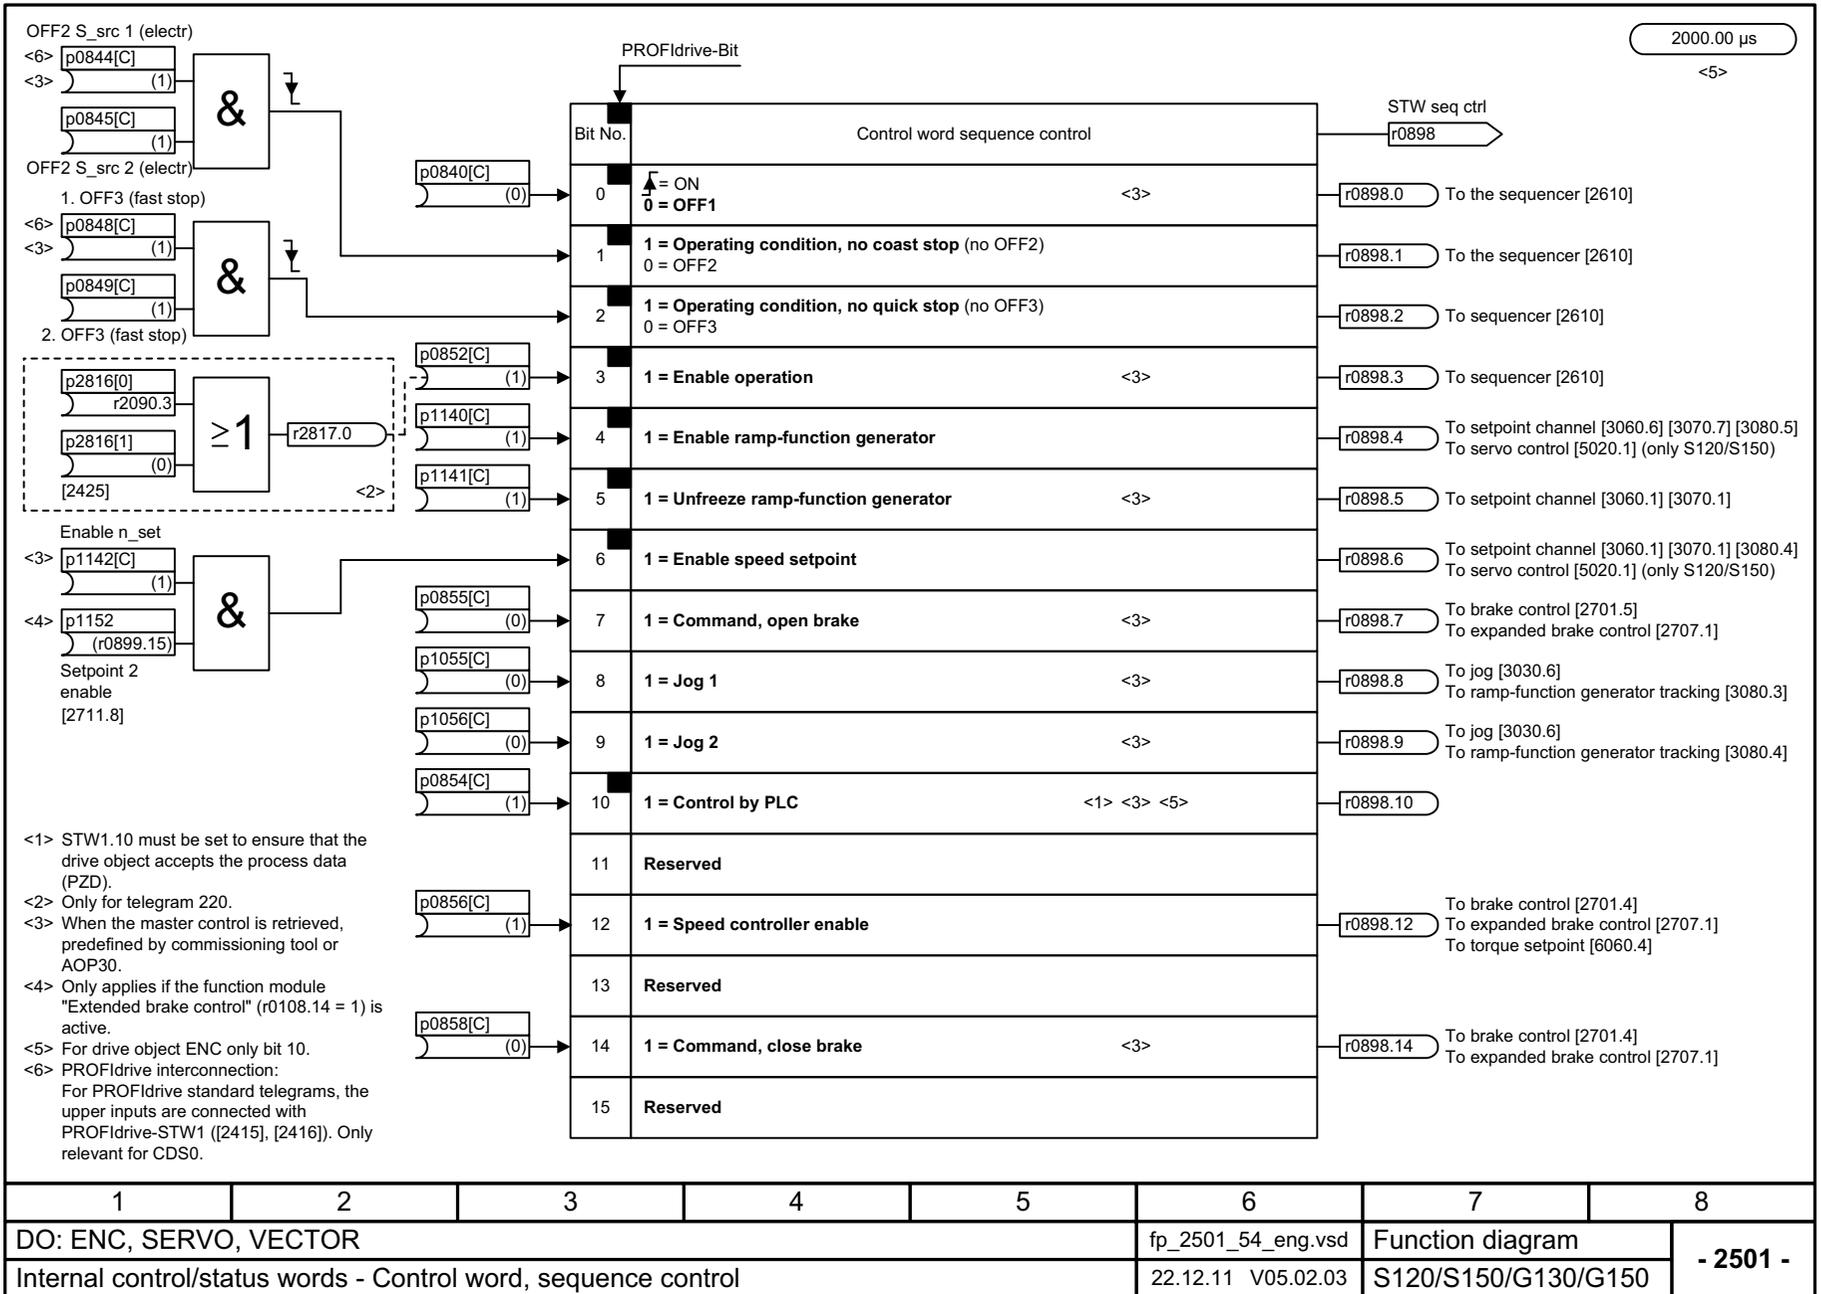 OFF2 S_src 1 (electr)
<6> p0844[C]
<3> (1)
p0845[C]
(1)
OFF2 S_src 2 (electr)
&
1. OFF3 (fast stop)
<6> p0848[C]
<3> (1)
p0849[C]
(1)
2. OFF3 (fast stop)
&
p2816[0]
r2090.3
p2816[1]
(0)
[2425]
≥1
r2817.0
<2>
Enable n_set
<3> p1142[C]
(1)
<4> p1152
(r0899.15)
Setpoint 2
enable
[2711.8]
&
PROFIdrive-Bit
2000.00 µs
<5>
Bit No. Control word sequence control
STW seq ctrl
r0898
p0840[C]
(0) 0 = ON <3> r0898.0 To the sequencer [2610]
0 = OFF1
1 1 = Operating condition, no coast stop (no OFF2) r0898.1 To the sequencer [2610]
0 = OFF2
2 1 = Operating condition, no quick stop (no OFF3) r0898.2 To sequencer [2610]
0 = OFF3
p0852[C]
(1) 3 1 = Enable operation <3> r0898.3 To sequencer [2610]
p1140[C]
(1) 4 1 = Enable ramp-function generator r0898.4 To setpoint channel [3060.6] [3070.7] [3080.5]
To servo control [5020.1] (only S120/S150)
p1141[C]
(1) 5 1 = Unfreeze ramp-function generator <3> r0898.5 To setpoint channel [3060.1] [3070.1]
6 1 = Enable speed setpoint r0898.6 To setpoint channel [3060.1] [3070.1] [3080.4]
To servo control [5020.1] (only S120/S150)
p0855[C]
(0) 7 1 = Command, open brake <3> r0898.7 To brake control [2701.5]
To expanded brake control [2707.1]
p1055[C]
(0) 8 1 = Jog 1 <3> r0898.8 To jog [3030.6]
To ramp-function generator tracking [3080.3]
p1056[C]
(0) 9 1 = Jog 2 <3> r0898.9 To jog [3030.6]
To ramp-function generator tracking [3080.4]
p0854[C]
(1) 10 1 = Control by PLC <1> <3> <5> r0898.10
11 Reserved
p0856[C]
(1) 12 1 = Speed controller enable r0898.12 To brake control [2701.4]
To expanded brake control [2707.1]
To torque setpoint [6060.4]
13 Reserved
p0858[C]
(0) 14 1 = Command, close brake <3> r0898.14 To brake control [2701.4]
To expanded brake control [2707.1]
15 Reserved
<1> STW1.10 must be set to ensure that the
drive object accepts the process data
(PZD).
<2> Only for telegram 220.
<3> When the master control is retrieved,
predefined by commissioning tool or
AOP30.
<4> Only applies if the function module
"Extended brake control" (r0108.14 = 1) is
active.
<5> For drive object ENC only bit 10.
<6> PROFIdrive interconnection:
For PROFIdrive standard telegrams, the
upper inputs are connected with
PROFIdrive-STW1 ([2415], [2416]). Only
relevant for CDS0.
1 2 3 4 5 6 7 8
DO: ENC, SERVO, VECTOR fp_2501_54_eng.vsd Function diagram
- 2501 -
Internal control/status words - Control word, sequence control 22.12.11 V05.02.03 S120/S150/G130/G150